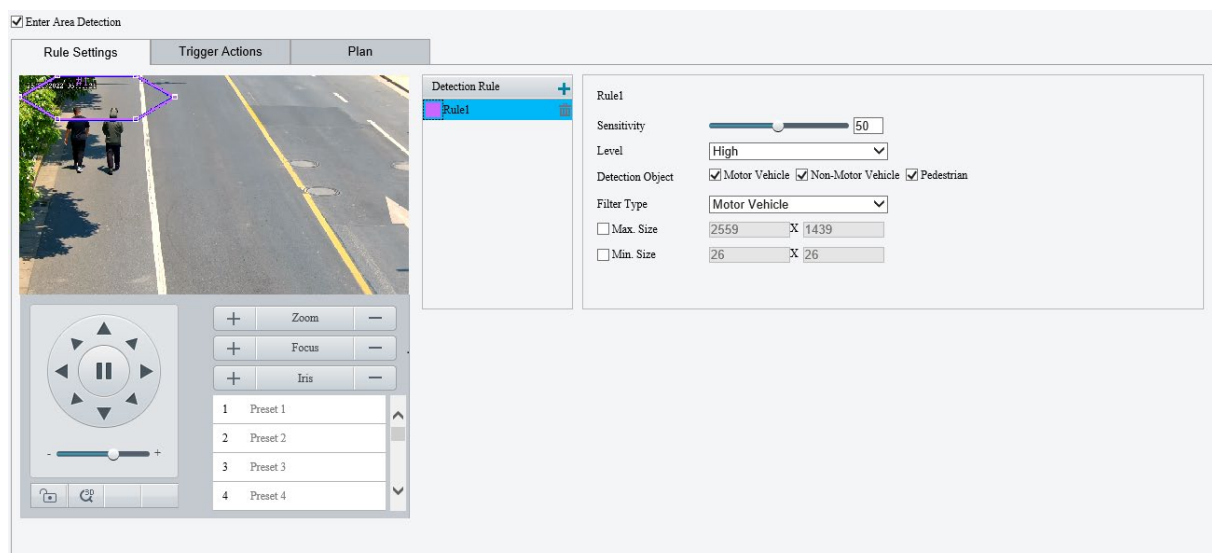 Enter Area Detection
Rule Settings
Trigger Actions
Plan
Detection Rule
Rule1
Rule1
Sensitivity
50
Level
High
Detection Object
Motor Vehicle
Non-Motor Vehicle
Pedestrian
Filter Type
Motor Vehicle
Max. Size
2559 X 1439
Min. Size
26 X 26
+ Zoom −
+ Focus −
+ Iris −
1 Preset 1
2 Preset 2
3 Preset 3
4 Preset 4
- +
3D